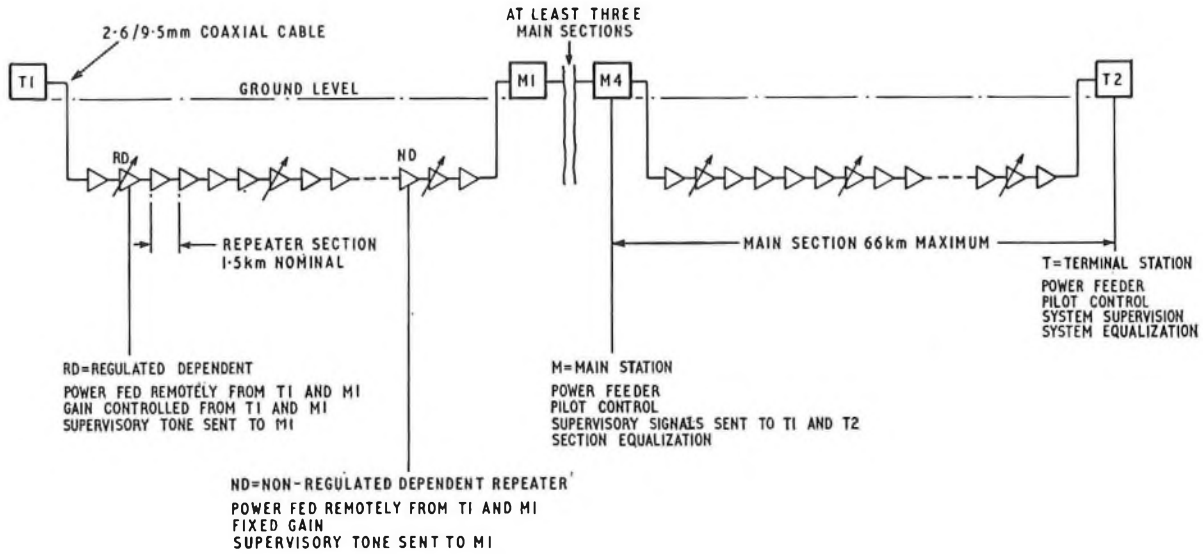 AT LEAST THREE
MAIN SECTIONS
2·6/9·5mm COAXIAL CABLE
T1
GROUND LEVEL
M1
M4
T2
RD
ND
REPEATER SECTION
1·5km NOMINAL
MAIN SECTION 66km MAXIMUM
T=TERMINAL STATION
POWER FEEDER
PILOT CONTROL
SYSTEM SUPERVISION
SYSTEM EQUALIZATION
RD=REGULATED DEPENDENT
POWER FED REMOTELY FROM T1 AND M1
GAIN CONTROLLED FROM T1 AND M1
SUPERVISORY TONE SENT TO M1
M=MAIN STATION
POWER FEEDER
PILOT CONTROL
SUPERVISORY SIGNALS SENT TO T1 AND T2
SECTION EQUALIZATION
ND=NON-REGULATED DEPENDENT REPEATER
POWER FED REMOTELY FROM T1 AND M1
FIXED GAIN
SUPERVISORY TONE SENT TO M1